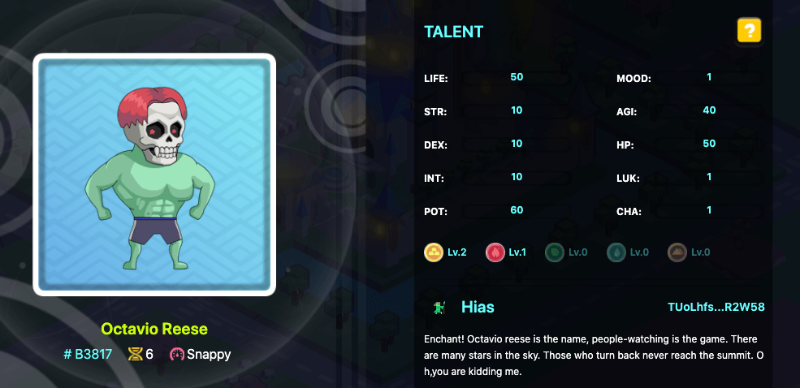 TALENT
?
LIFE: 50 MOOD: 1
STR: 10 AGI: 40
DEX: 10 HP: 50
INT: 10 LUK: 1
POT: 60 CHA: 1
Lv.2 Lv.1 Lv.0 Lv.0 Lv.0
Hias TUoLhfs...R2W58
Enchant! Octavio reese is the name, people-watching is the game. There
are many stars in the sky. Those who turn back never reach the summit. O
h,you are kidding me.
Octavio Reese
# B3817 6 Snappy